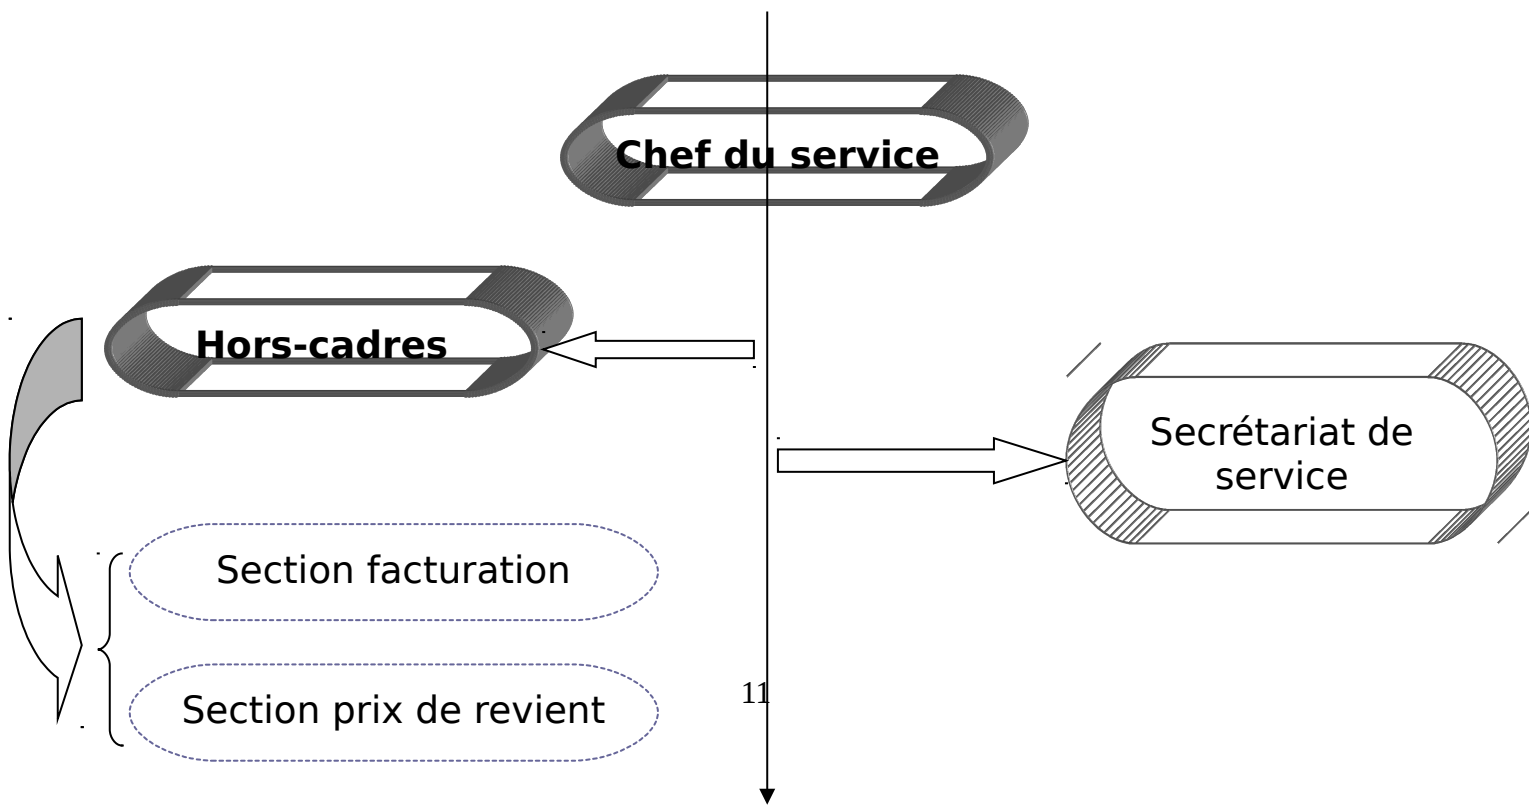 Chef du service
Hors-cadres
Secrétariat de
service
Section facturation
Section prix de revient
11